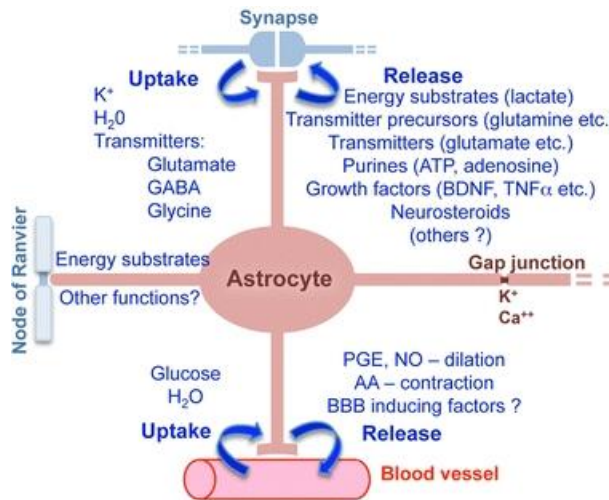 Synapse
Uptake
K+
H20
Transmitters:
Glutamate
GABA
Glycine
Release
Energy substrates (lactate)
Transmitter precursors (glutamine etc.)
Transmitters (glutamate etc.)
Purines (ATP, adenosine)
Growth factors (BDNF, TNFα etc.)
Neurosteroids
(others ?)
Node of Ranvier
Energy substrates
Other functions?
Astrocyte
Gap junction
K+
Ca++
Glucose
H₂O
Uptake
PGE, NO – dilation
AA – contraction
BBB inducing factors ?
Release
Blood vessel